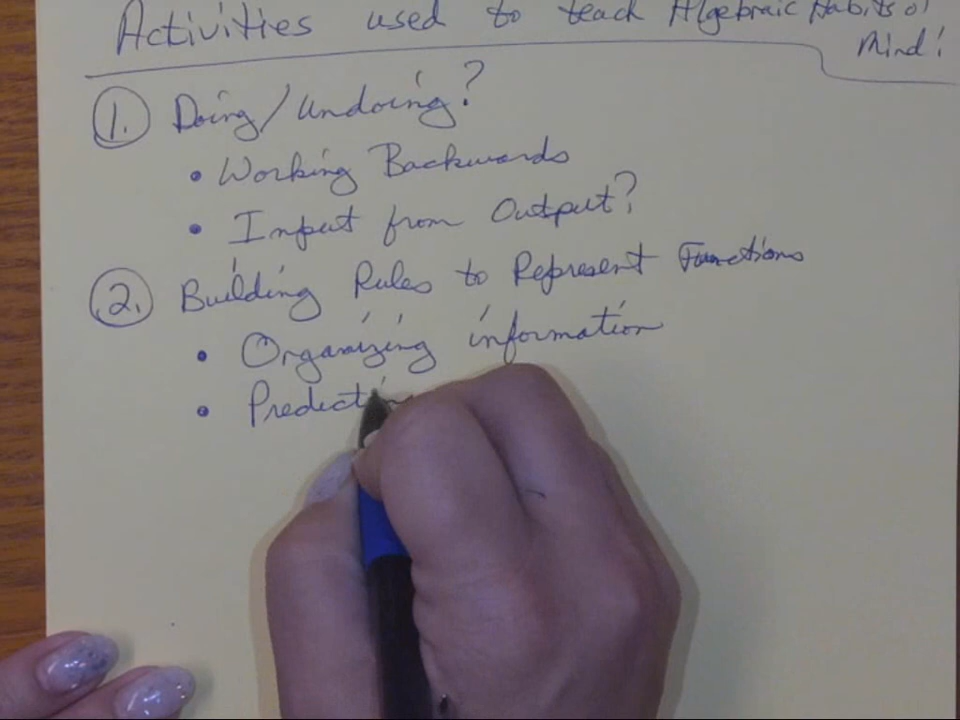 Activities used to teach Algebraic Habits of
Mind!
1. Doing/Undoing?
• Working Backwards
• Input from Output?
2. Building Rules to Represent Functions
• Organizing information
• Predictin